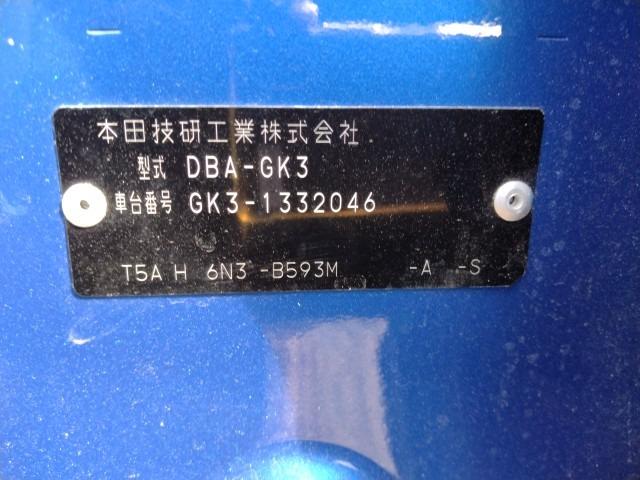 本田技研工業株式会社
型式 DBA-GK3
車台番号 GK3-1332046
T5A H 6N3 -B593M -A -S